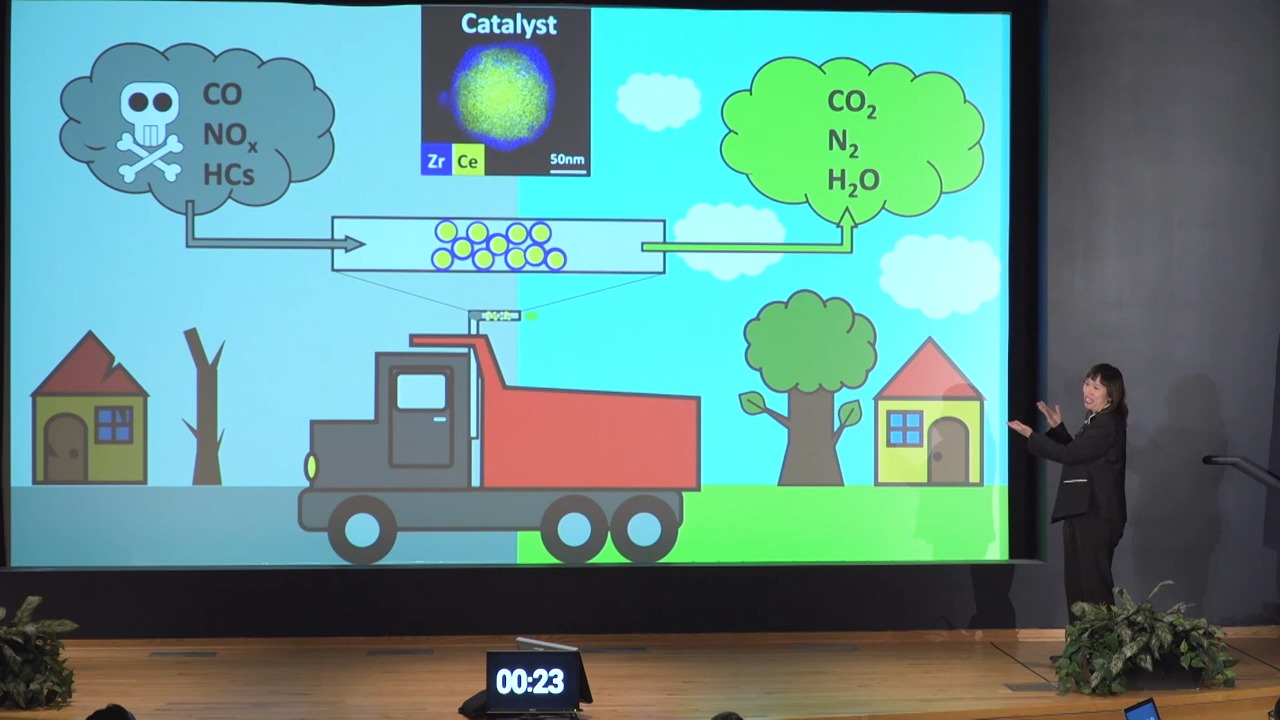 Catalyst
CO
NOₓ
HCs
Zr Ce
50nm
CO₂
N₂
H₂O
00:23